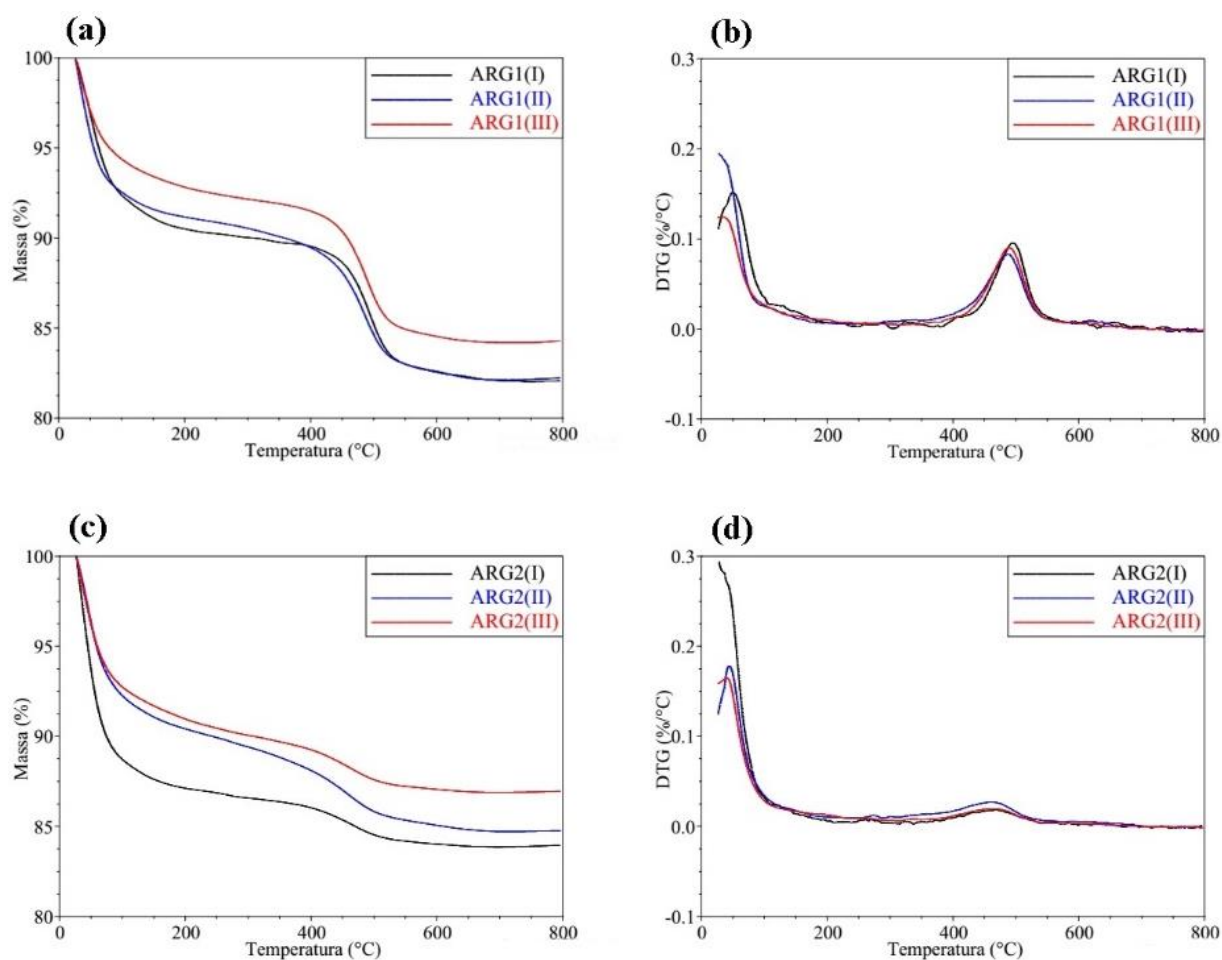 (a)
100
95
90
85
80
0
200
400
600
800
Massa (%)
Temperatura (°C)
ARG1(I)
ARG1(II)
ARG1(III)
(b)
0.3
0.2
0.1
0.0
-0.1
0
200
400
600
800
DTG (%/°C)
Temperatura (°C)
ARG1(I)
ARG1(II)
ARG1(III)
(c)
100
95
90
85
80
0
200
400
600
800
Massa (%)
Temperatura (°C)
ARG2(I)
ARG2(II)
ARG2(III)
(d)
0.3
0.2
0.1
0.0
-0.1
0
200
400
600
800
DTG (%/°C)
Temperatura (°C)
ARG2(I)
ARG2(II)
ARG2(III)